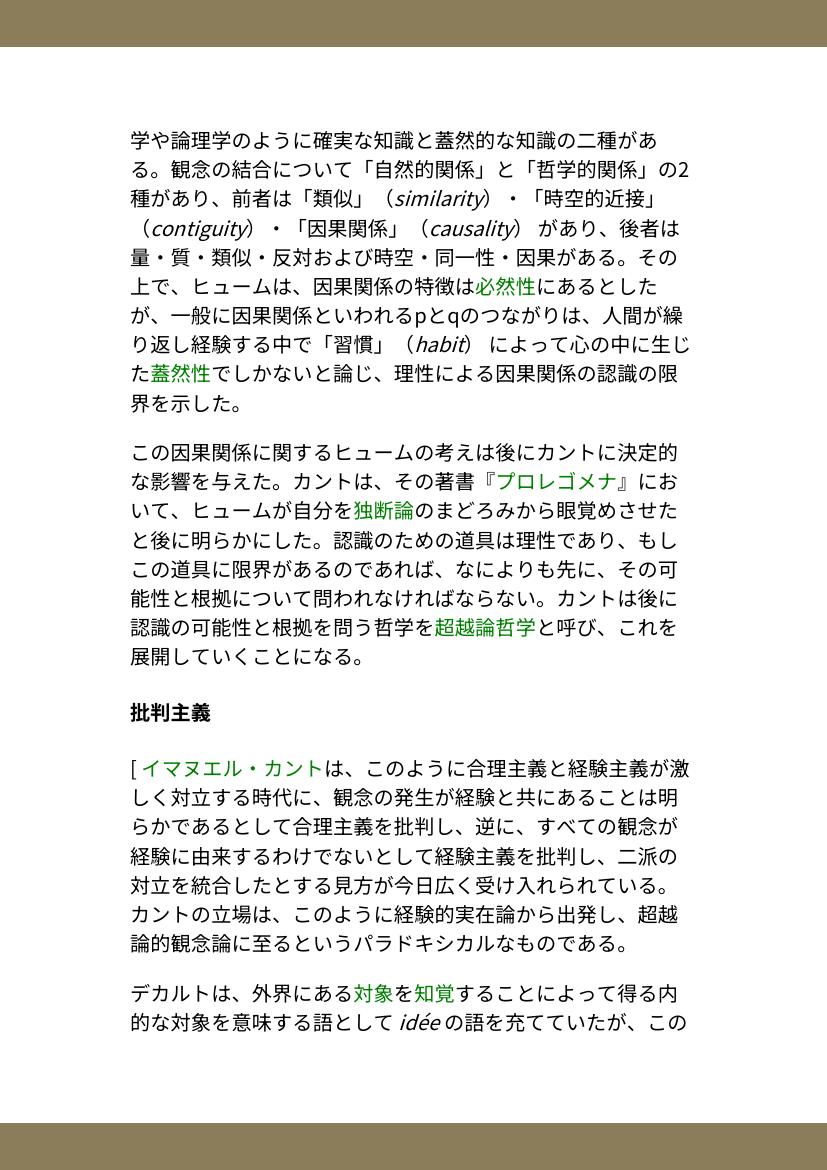 学や論理学のように確実な知識と蓋然的な知識の二種があ
る。観念の結合について「自然的関係」と「哲学的関係」の2
種があり、前者は「類似」（similarity）・「時空的近接」
（contiguity）・「因果関係」（causality） があり、後者は
量・質・類似・反対および時空・同一性・因果がある。その
上で、ヒュームは、因果関係の特徴は必然性にあるとした
が、一般に因果関係といわれるpとqのつながりは、人間が繰
り返し経験する中で「習慣」（habit） によって心の中に生じ
た蓋然性でしかないと論じ、理性による因果関係の認識の限
界を示した。
この因果関係に関するヒュームの考えは後にカントに決定的
な影響を与えた。カントは、その著書『プロレゴメナ』にお
いて、ヒュームが自分を独断論のまどろみから眼覚めさせた
と後に明らかにした。認識のための道具は理性であり、もし
この道具に限界があるのであれば、なによりも先に、その可
能性と根拠について問われなければならない。カントは後に
認識の可能性と根拠を問う哲学を超越論哲学と呼び、これを
展開していくことになる。
批判主義
[ イマヌエル・カントは、このように合理主義と経験主義が激
しく対立する時代に、観念の発生が経験と共にあることは明
らかであるとして合理主義を批判し、逆に、すべての観念が
経験に由来するわけでないとして経験主義を批判し、二派の
対立を統合したとする見方が今日広く受け入れられている。
カントの立場は、このように経験的実在論から出発し、超越
論的観念論に至るというパラドキシカルなものである。
デカルトは、外界にある対象を知覚することによって得る内
的な対象を意味する語として idée の語を充てていたが、この